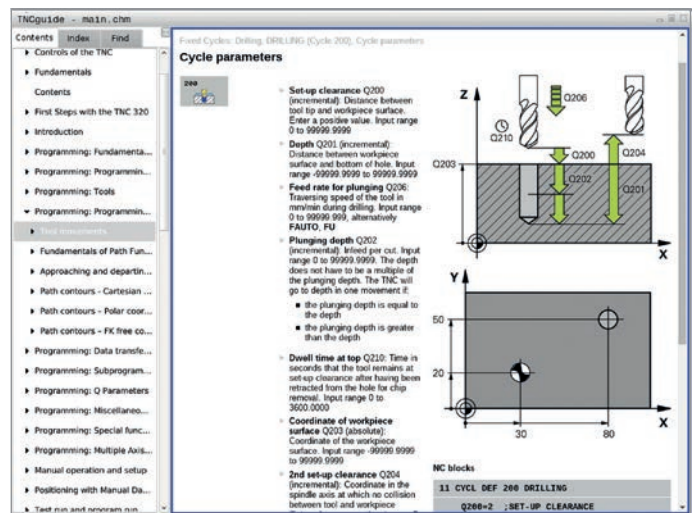 TNCguide - main.chm
Contents Index Find
Controls of the TNC
Fundamentals
Contents
First Steps with the TNC 320
Introduction
Programming: Fundamenta...
Programming: Programmin...
Programming: Tools
Programming: Programmin...
Tool movements
Fundamentals of Path Fun...
Approaching and departin...
Path contours - Cartesian ...
Path contours – Polar coor...
Path contours – FK free co...
Programming: Data transfe...
Programming: Subprogram...
Programming: Q Parameters
Programming: Miscellaneo...
Programming: Special func...
Programming: Multiple Axis...
Manual operation and setup
Positioning with Manual Da...
Test run and program run
Fixed Cycles: Drilling, DRILLING (Cycle 200), Cycle parameters
Cycle parameters
200
Set-up clearance Q200
(incremental): Distance between
tool tip and workpiece surface.
Enter a positive value. Input range
0 to 99999.9999
Depth Q201 (incremental):
Distance between workpiece
surface and bottom of hole. Input
range -99999.9999 to 99999.9999
Feed rate for plunging Q206:
Traversing speed of the tool in
mm/min during drilling. Input range
0 to 99999.999, alternatively
FAUTO, FU
Plunging depth Q202
(incremental): Infeed per cut. Input
range 0 to 99999.9999. The depth
does not have to be a multiple of
the plunging depth. The TNC will
go to depth in one movement if:
the plunging depth is equal to
the depth
the plunging depth is greater
than the depth
Dwell time at top Q210: Time in
seconds that the tool remains at
set-up clearance after having been
retracted from the hole for chip
removal. Input range 0 to
3600.0000
Coordinate of workpiece
surface Q203 (absolute):
Coordinate of the workpiece
surface. Input range -99999.9999
to 99999.9999
2nd set-up clearance Q204
(incremental): Coordinate in the
spindle axis at which no collision
between tool and workpiece
Z
Q206
Q210
Q200
Q204
Q203
Q202
Q201
X
Y
50
20
30
80
X
NC blocks
11 CYCL DEF 200 DRILLING
Q200=2 ;SET-UP CLEARANCE